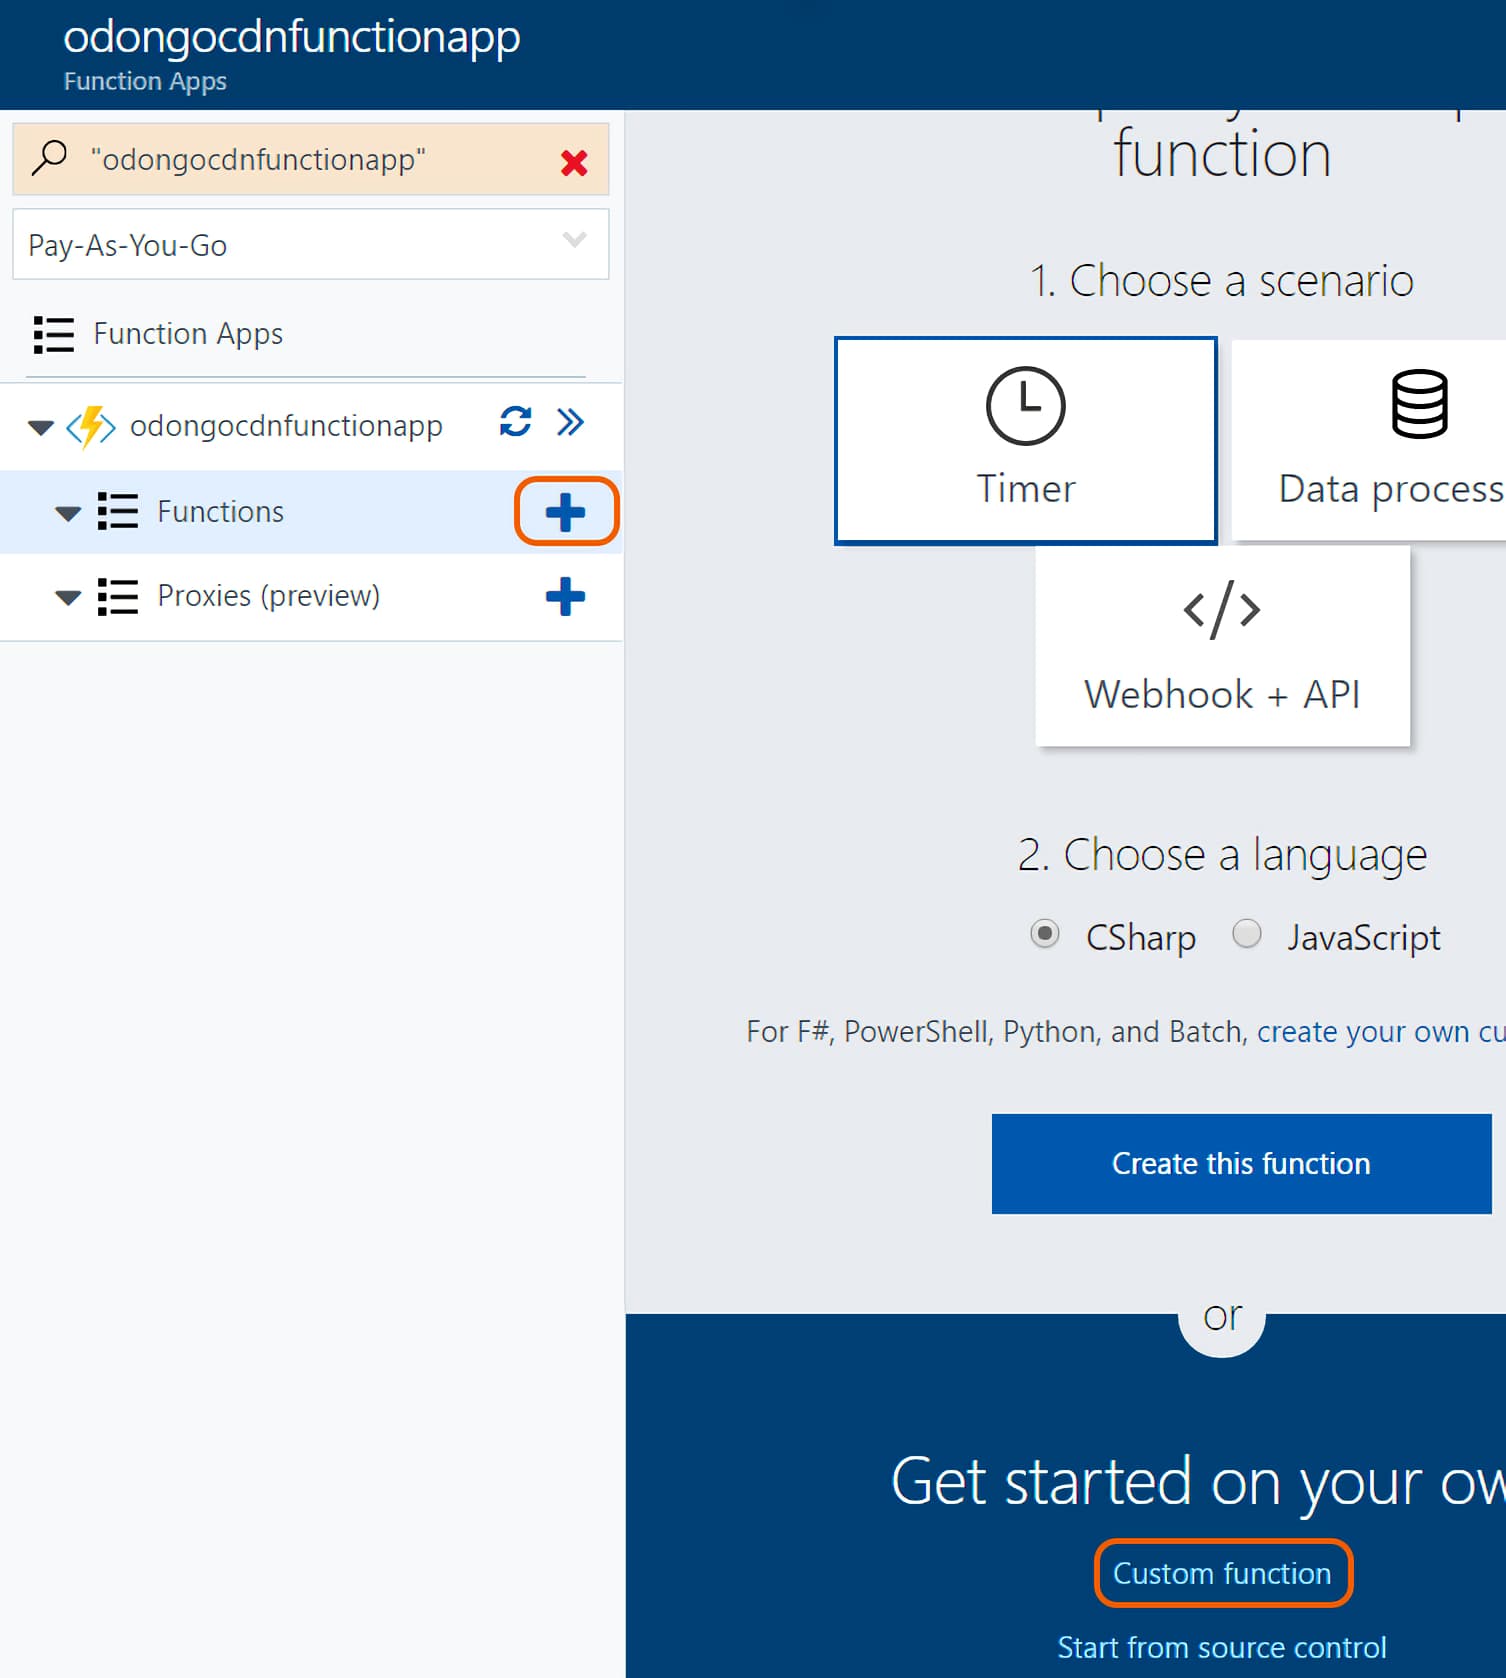 odongocdnfunctionapp
Function Apps
"odongocdnfunctionapp"
Pay-As-You-Go
Function Apps
odongocdnfunctionapp
Functions
Proxies (preview)
function
1. Choose a scenario
Timer
Data process
Webhook + API
2. Choose a language
CSharp JavaScript
For F#, PowerShell, Python, and Batch, create your own cu
Create this function
or
Get started on your ow
Custom function
Start from source control